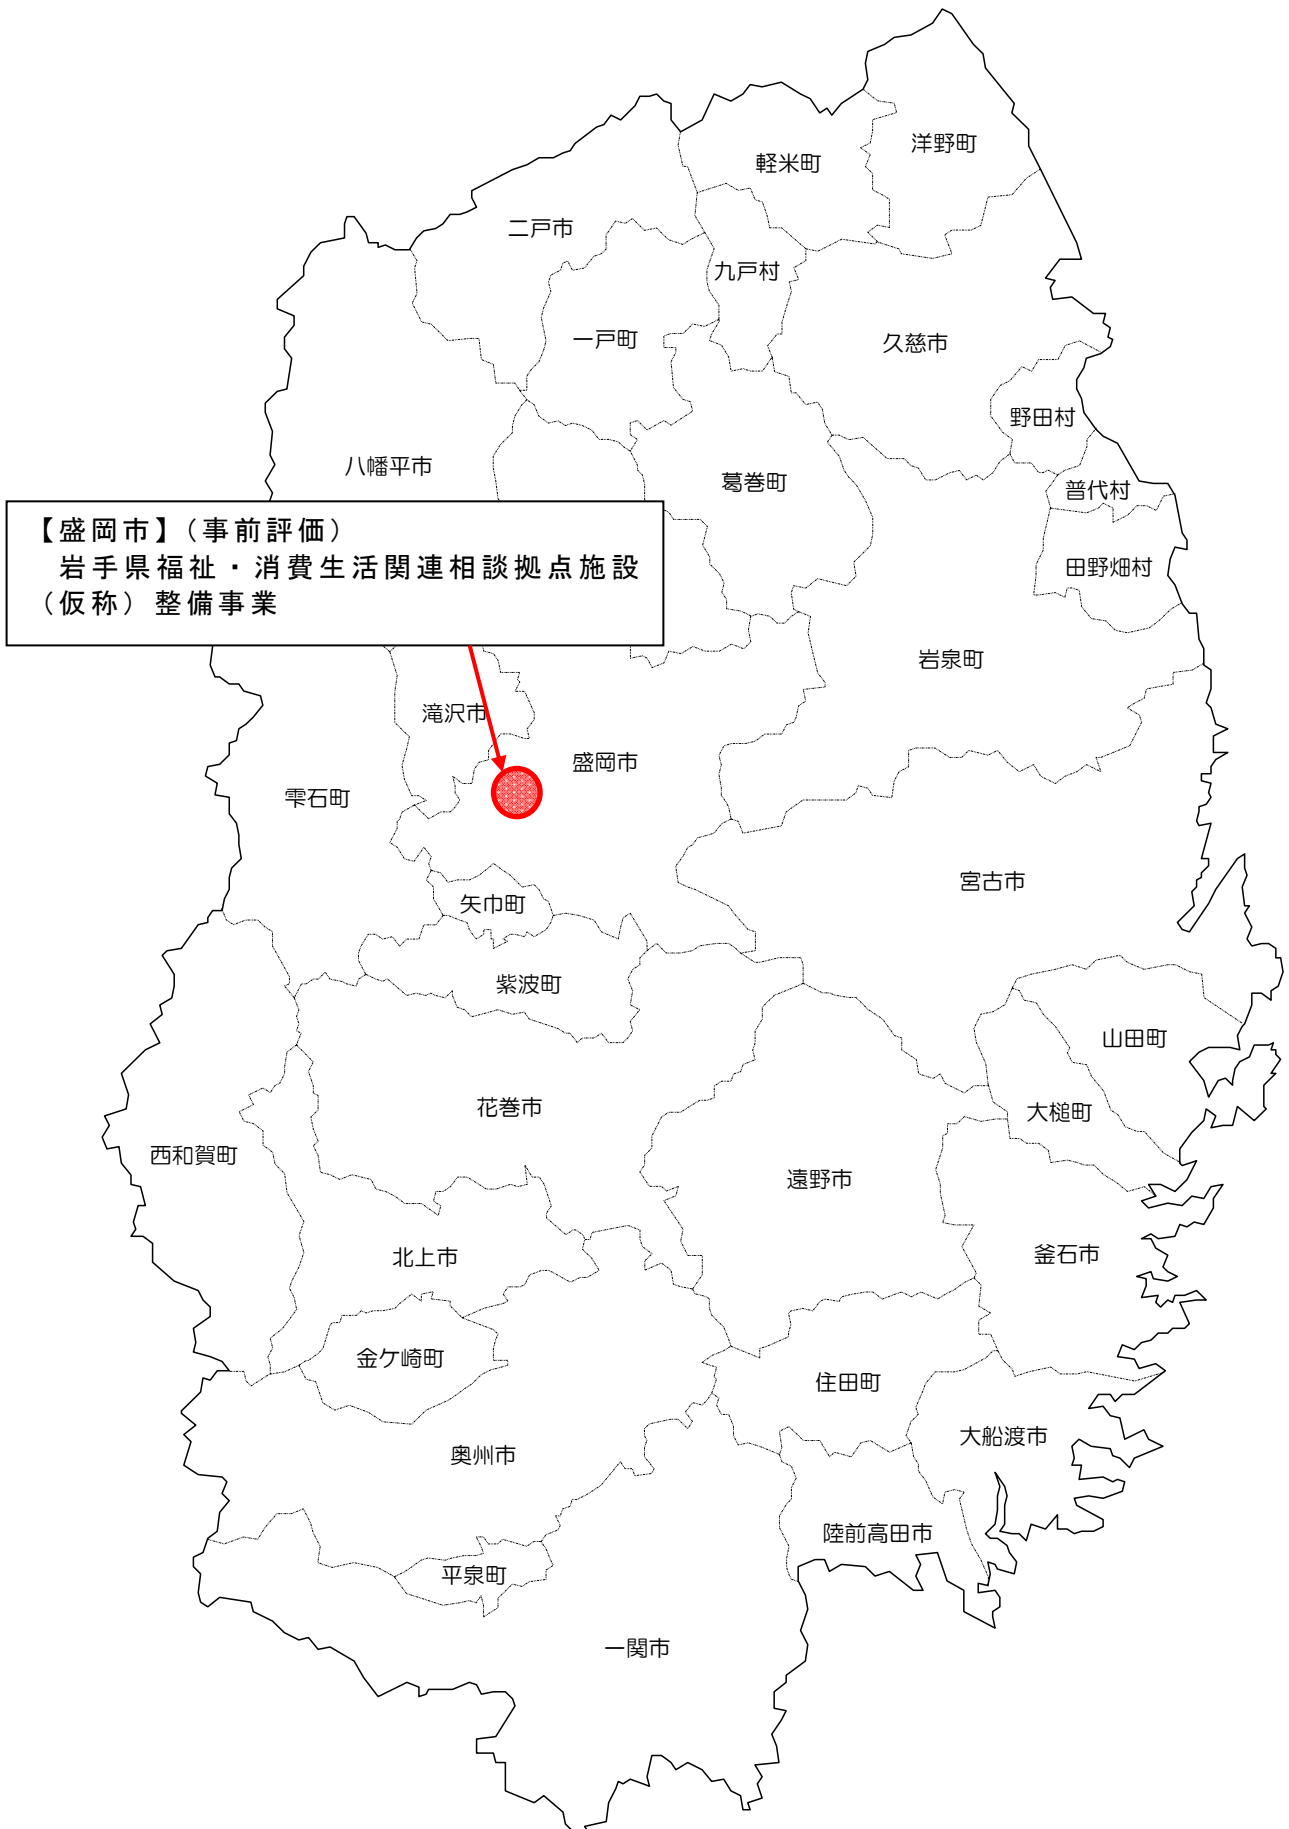 洋野町
軽米町
二戸市
九戸村
一戸町
久慈市
野田村
八幡平市
葛巻町
普代村
【盛岡市】（事前評価）
岩手県福祉・消費生活関連相談拠点施設
（仮称）整備事業
田野畑村
岩泉町
滝沢市
盛岡市
雫石町
宮古市
矢巾町
紫波町
山田町
花巻市
大槌町
西和賀町
遠野市
北上市
釜石市
金ケ崎町
住田町
大船渡市
奥州市
陸前高田市
平泉町
一関市